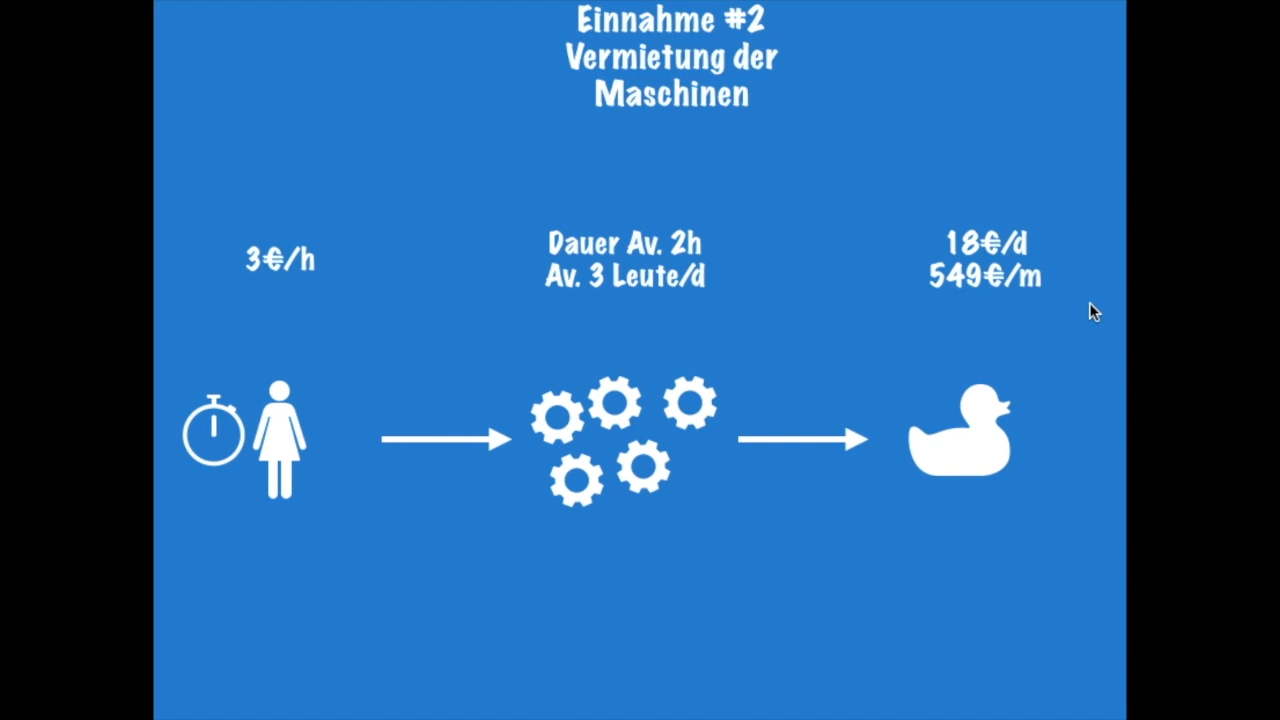 Einnahme #2
Vermietung der
Maschinen
3€/h
Dauer Av. 2h
Av. 3 Leute/d
18€/d
549€/m